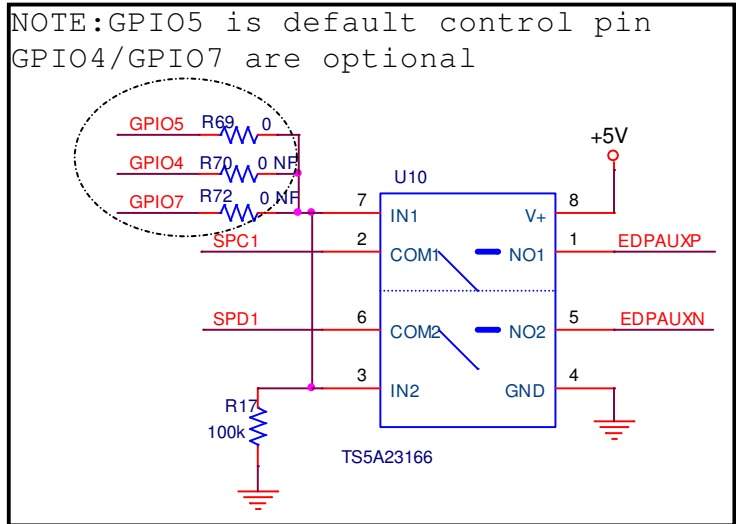 NOTE:GPIO5 is default control pin
GPIO4/GPIO7 are optional
GPIO5 R69 0
GPIO4 R70 0 NF
GPIO7 R72 0 NF
+5V
U10
7 IN1 V+ 8
SPC1 2 COM1 NO1 1 EDPAUXP
SPD1 6 COM2 NO2 5 EDPAUXN
3 IN2 GND 4
R17
100k
TS5A23166